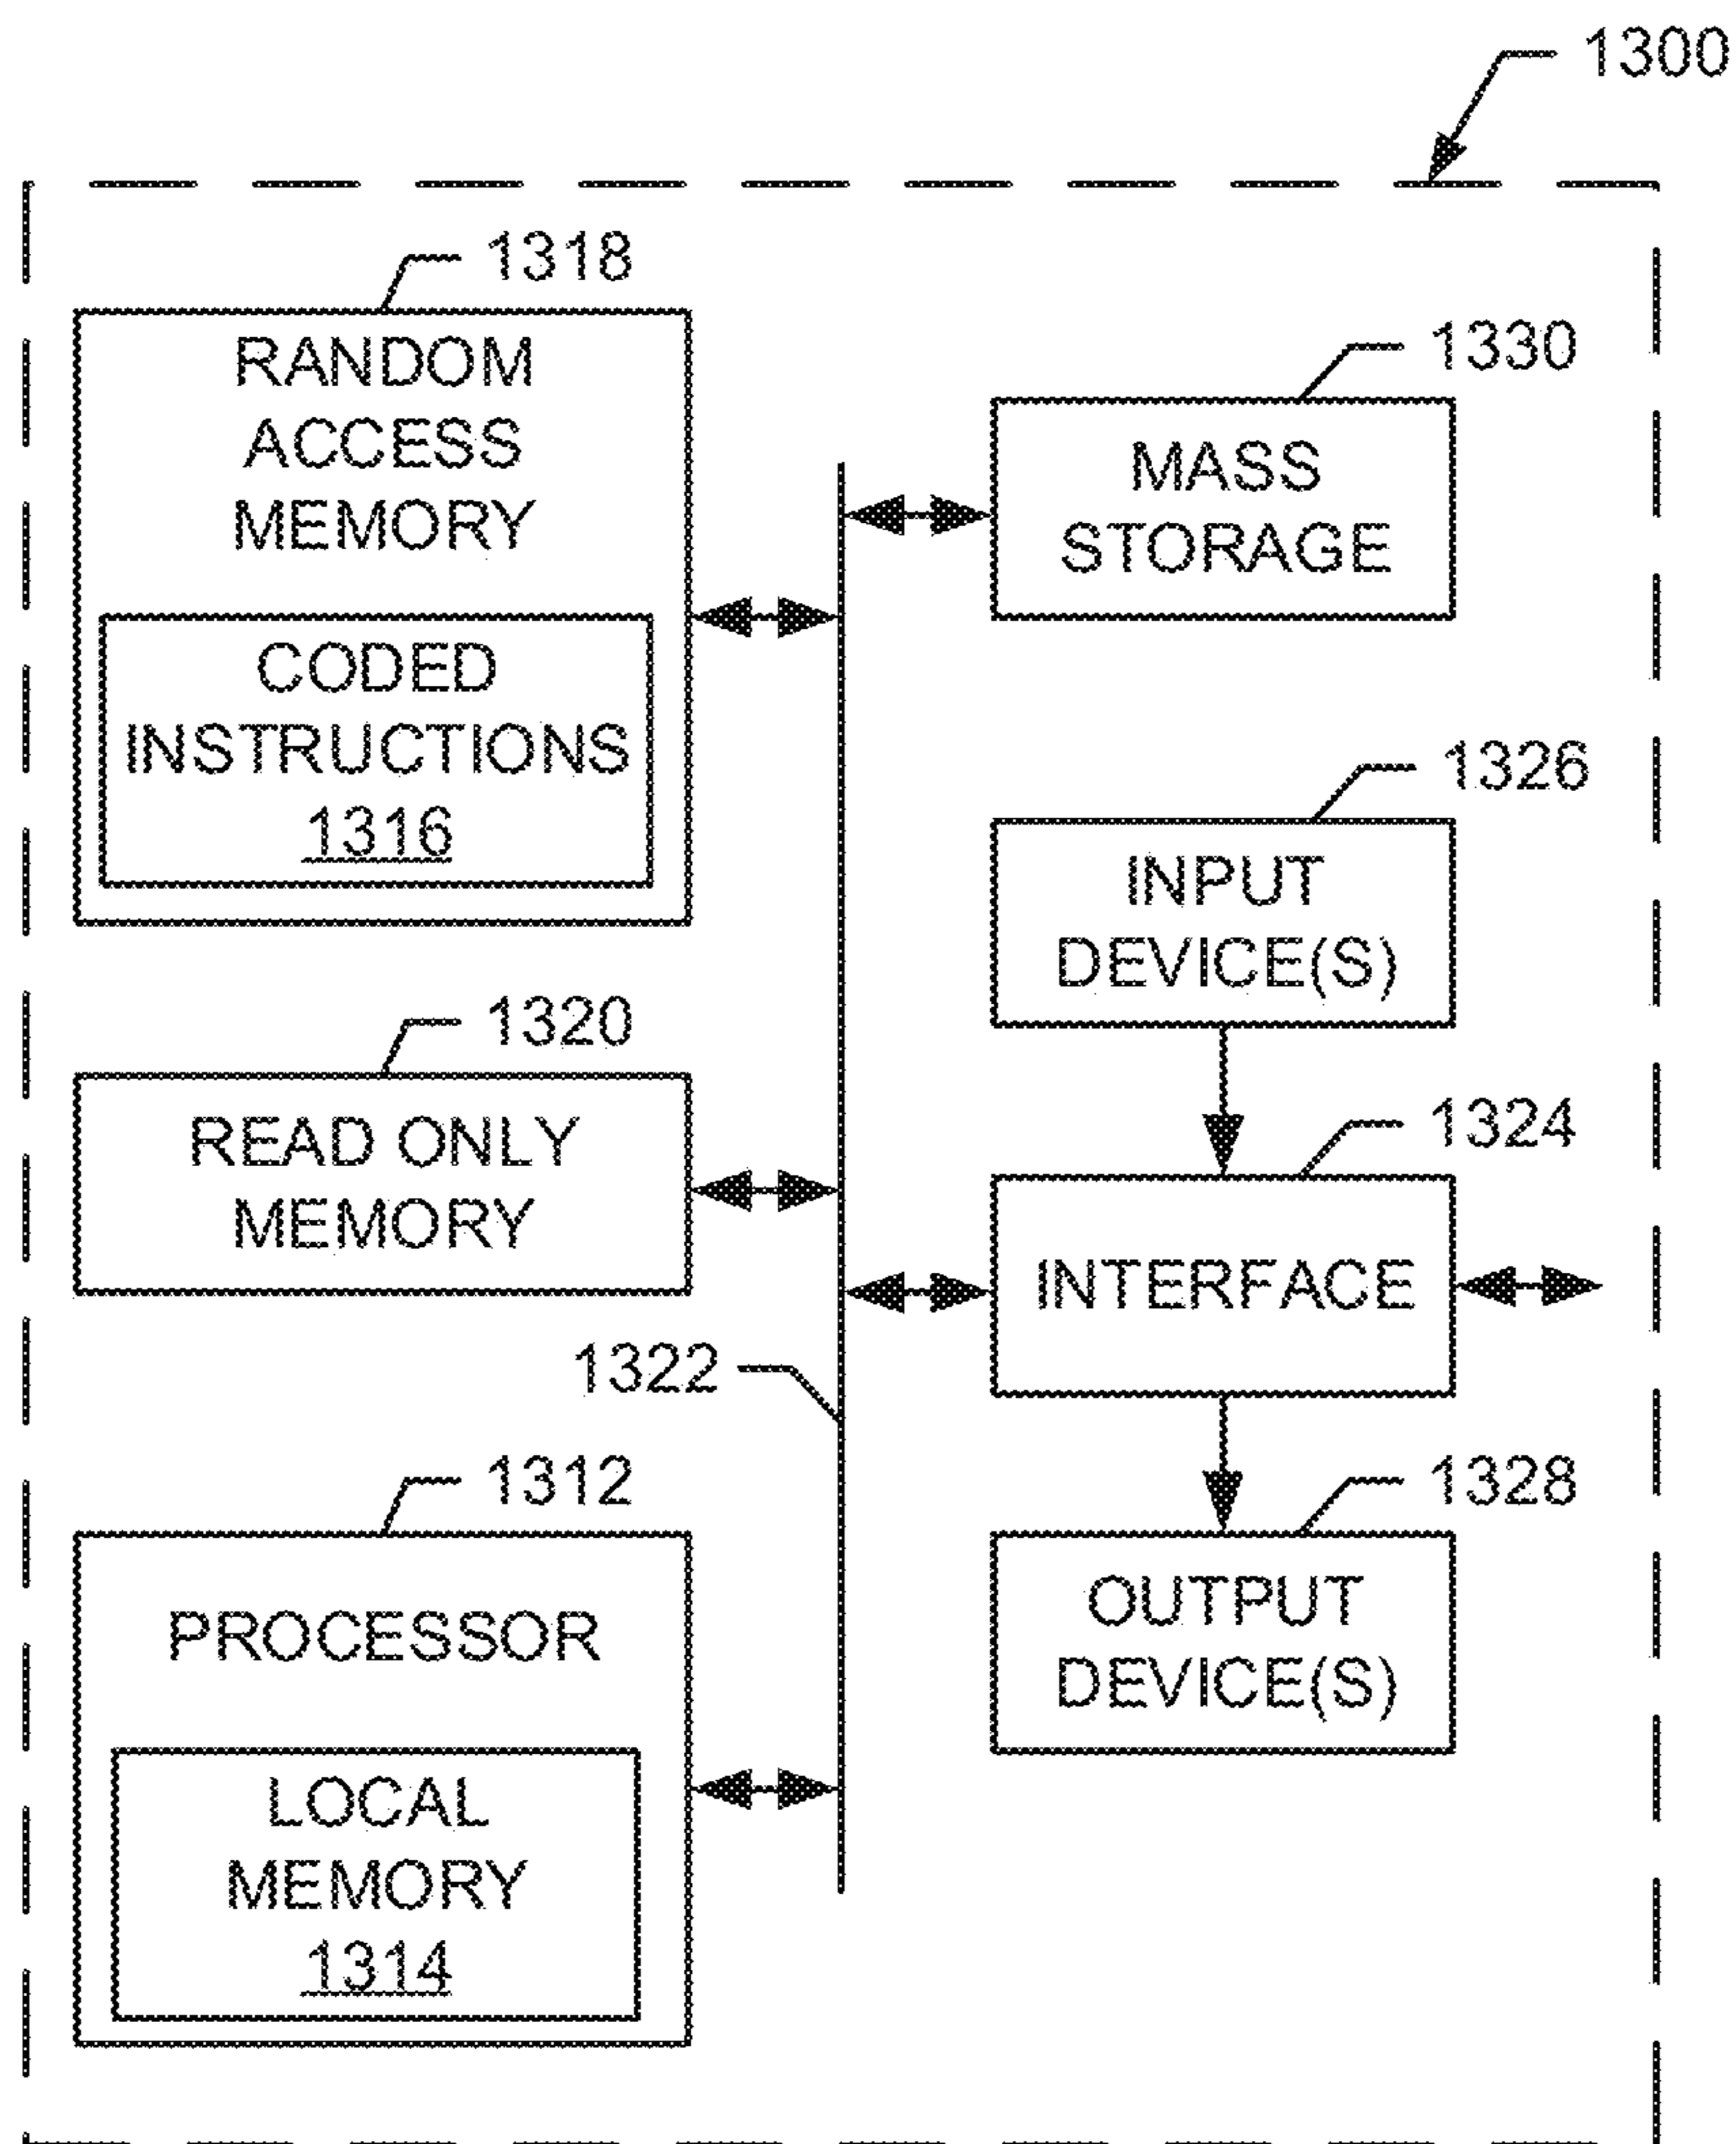 1300
1318
RANDOM
ACCESS
MEMORY
CODED
INSTRUCTIONS
1316
1330
MASS
STORAGE
1326
INPUT
DEVICE(S)
1320
READ ONLY
MEMORY
1324
INTERFACE
1322
1312
PROCESSOR
LOCAL
MEMORY
1314
1328
OUTPUT
DEVICE(S)